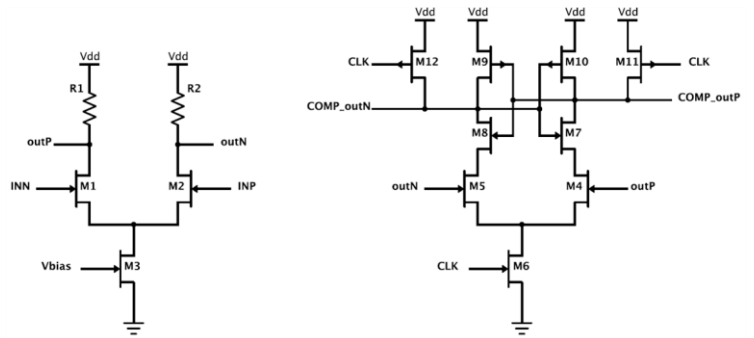 Vdd Vdd Vdd Vdd
Vdd Vdd
CLK M12 M9 M10 M11 CLK
R1 R2
COMP_outN COMP_outP
outP outN M8 M7
INN M1 M2 INP outN M5 M4 outP
Vbias M3 CLK M6